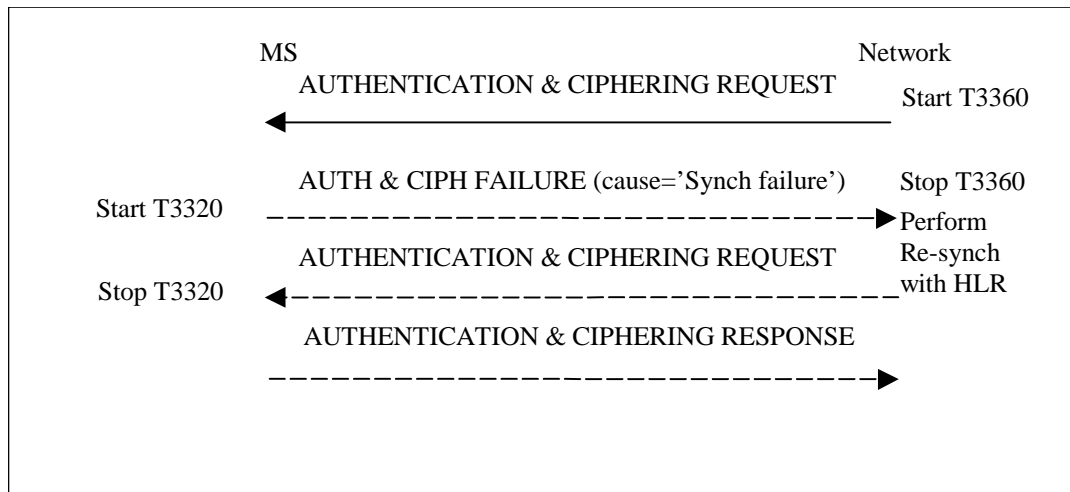 MS
Network
AUTHENTICATION & CIPHERING REQUEST
Start T3360
AUTH & CIPH FAILURE (cause=’Synch failure’)
Stop T3360
Start T3320
Perform
Re-synch
with HLR
AUTHENTICATION & CIPHERING REQUEST
Stop T3320
AUTHENTICATION & CIPHERING RESPONSE